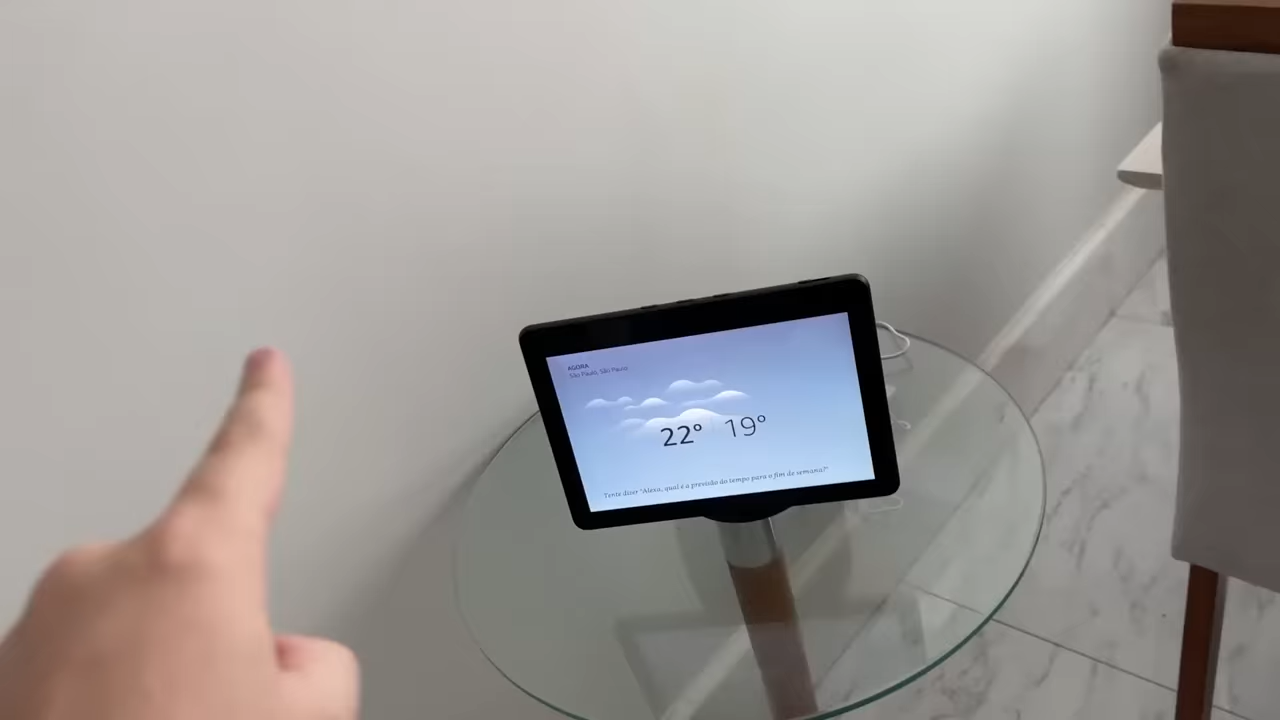 AGORA
São Paulo, São Paulo
22° 19°
Tente dizer "Alexa, qual é a previsão do tempo para o fim de semana?"